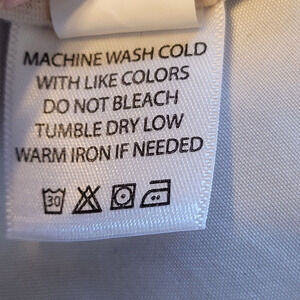 MACHINE WASH COLD
WITH LIKE COLORS
DO NOT BLEACH
TUMBLE DRY LOW
WARM IRON IF NEEDED
30